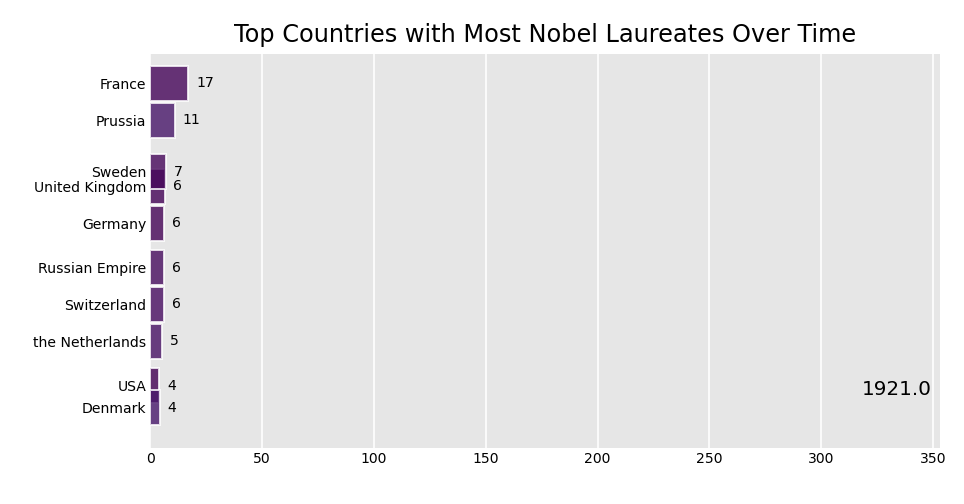 Top Countries with Most Nobel Laureates Over Time
France 17
Prussia 11
Sweden 7
United Kingdom 6
Germany 6
Russian Empire 6
Switzerland 6
the Netherlands 5
USA 4
1921.0
Denmark 4
0 50 100 150 200 250 300 350